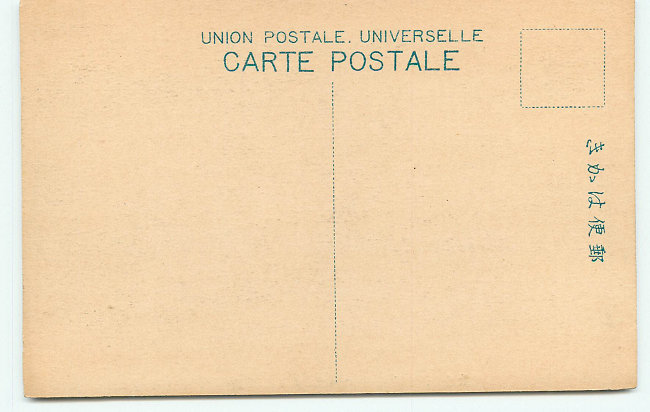 UNION POSTALE. UNIVERSELLE
CARTE POSTALE
郵便はかき